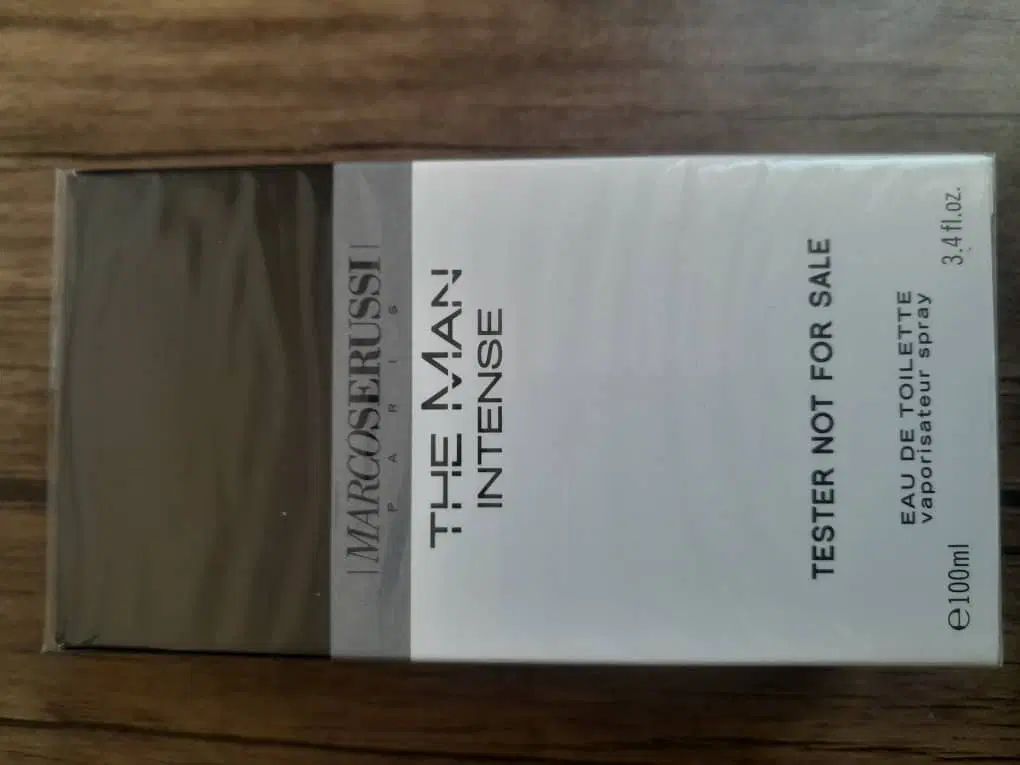 |MARCOSERUSSI|
PARIS
THE MAN
INTENSE
TESTER NOT FOR SALE
EAU DE TOILETTE
vaporisateur spray
℮100ml 3.4 fl.oz.